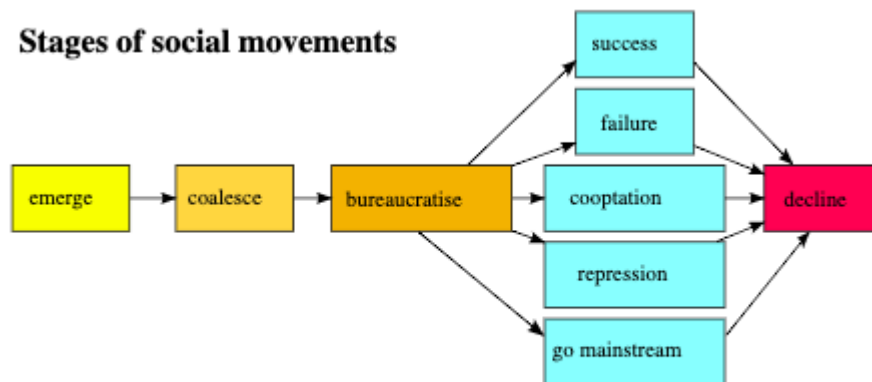 Stages of social movements
success
failure
emerge
coalesce
bureaucratise
cooptation
decline
repression
go mainstream